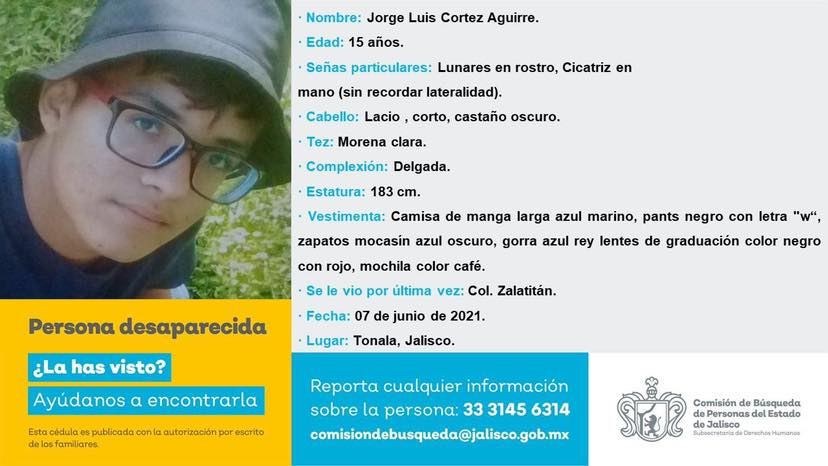 · Nombre: Jorge Luis Cortez Aguirre.
· Edad: 15 años.
· Señas particulares: Lunares en rostro, Cicatriz en
mano (sin recordar lateralidad).
· Cabello: Lacio , corto, castaño oscuro.
· Tez: Morena clara.
· Complexión: Delgada.
· Estatura: 183 cm.
· Vestimenta: Camisa de manga larga azul marino, pants negro con letra "w“,
zapatos mocasín azul oscuro, gorra azul rey lentes de graduación color negro
con rojo, mochila color café.
· Se le vio por última vez: Col. Zalatitán.
· Fecha: 07 de junio de 2021.
· Lugar: Tonala, Jalisco.
Persona desaparecida
¿La has visto?
Ayúdanos a encontrarla
Esta cédula es publicada con la autorización por escrito
de los familiares.
Reporta cualquier información
sobre la persona: 33 3145 6314
comisiondebusqueda@jalisco.gob.mx
Comisión de Búsqueda
de Personas del Estado
de Jalisco
Subsecretaría de Derechos Humanos